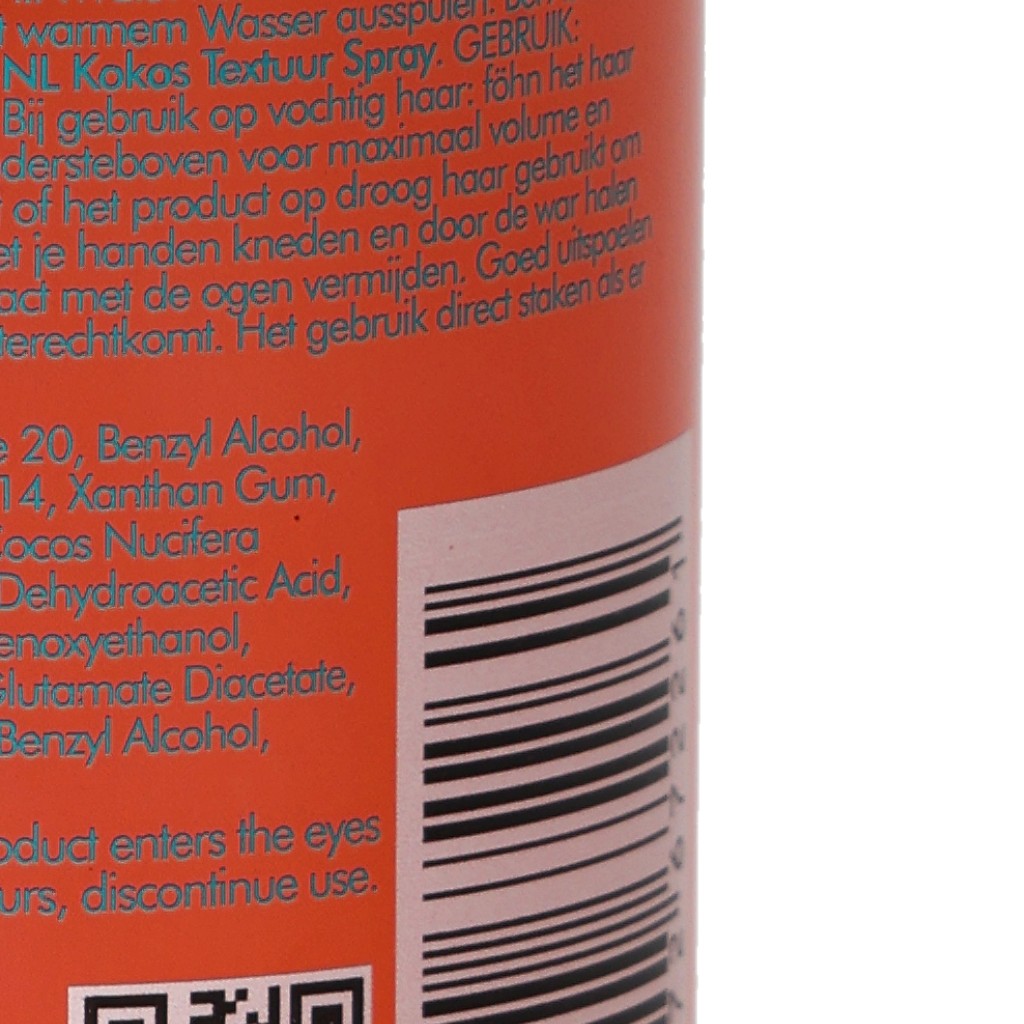 warmem Wasser ausspülen.
NL Kokos Textuur Spray. GEBRUIK:
Bij gebruik op vochtig haar: föhn het haar
dersteboven voor maximaal volume en
of het product op droog haar gebruikt om
et je handen kneden en door de war halen
act met de ogen vermijden. Goed uitspoelen
terechtkomt. Het gebruik direct staken als er
e 20, Benzyl Alcohol,
14, Xanthan Gum,
Cocos Nucifera
Dehydroacetic Acid,
enoxyethanol,
Glutamate Diacetate,
Benzyl Alcohol,
oduct enters the eyes
urs, discontinue use.